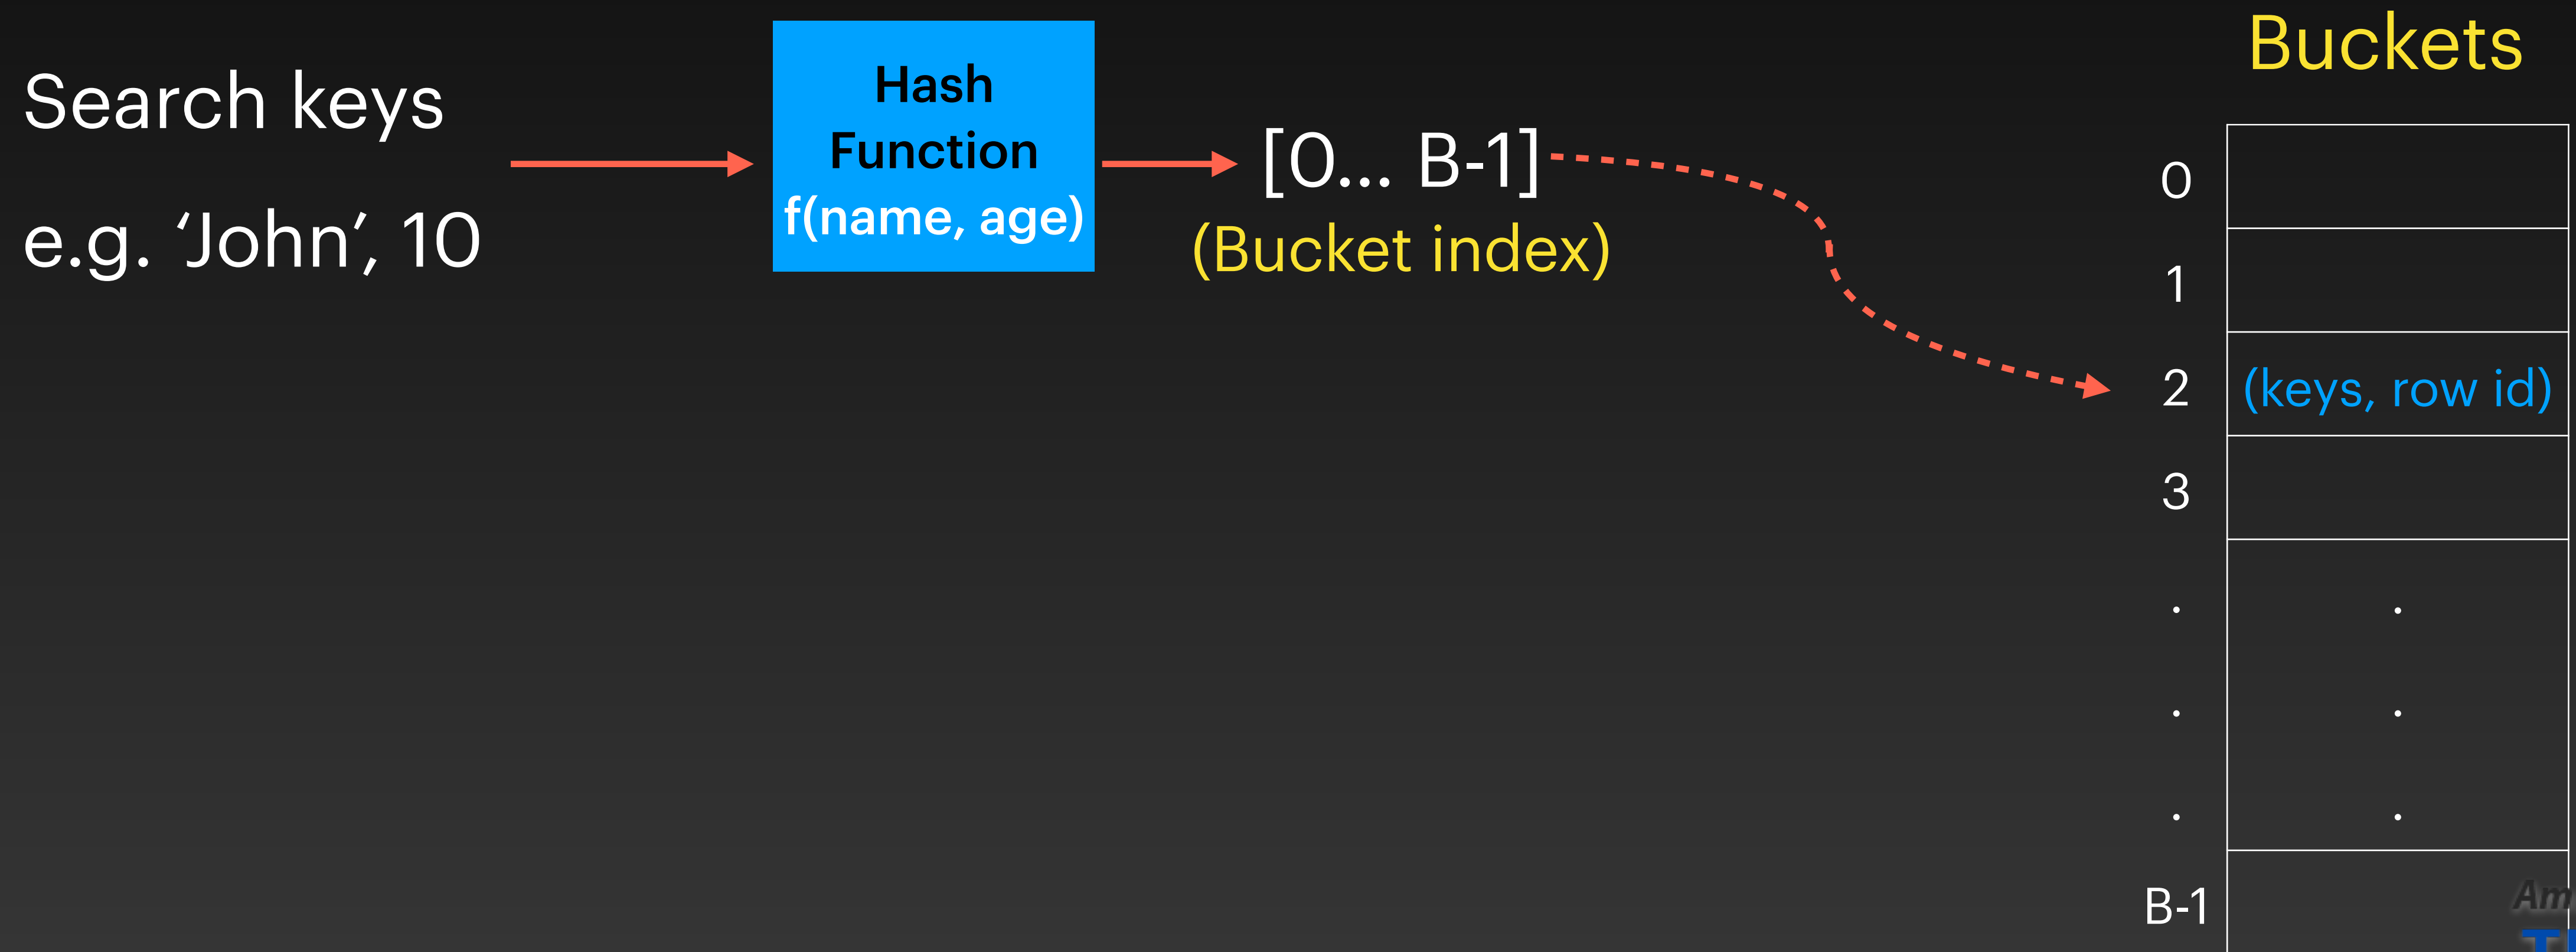 Search keys
e.g. ‘John’, 10
Hash
Function
f(name, age)
[0... B-1]
(Bucket index)
Buckets
0
1
2 (keys, row id)
3
. .
. .
. .
B-1
Am